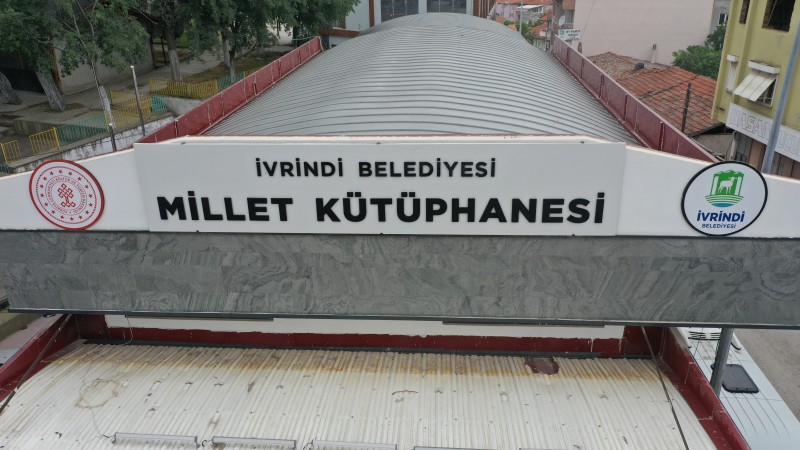 İVRİNDİ BELEDİYESİ
MİLLET KÜTÜPHANESİ
İVRİNDİ
BELEDİYESİ